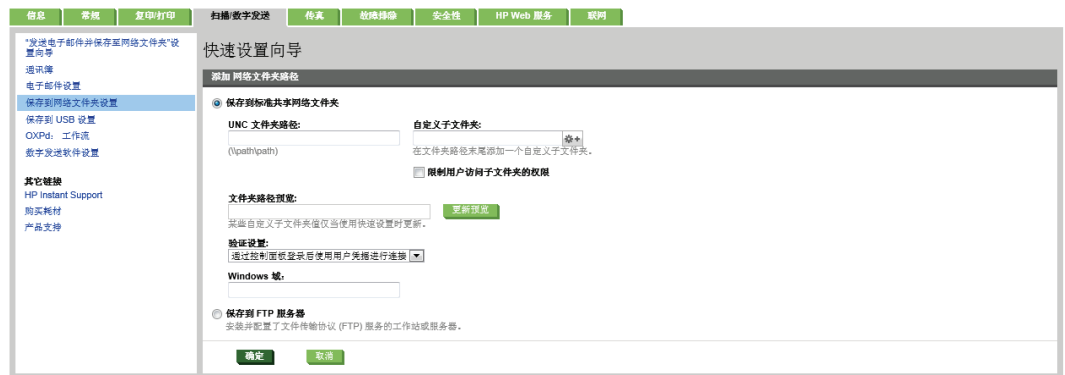 信息 常规 复印/打印 扫描/数字发送 传真 故障排除 安全性 HP Web 服务 联网
“发送电子邮件并保存至网络文件夹”设
置向导
通讯簿
电子邮件设置
保存到网络文件夹设置
保存到 USB 设置
OXPd： 工作流
数字发送软件设置
其它链接
HP Instant Support
购买耗材
产品支持
快速设置向导
添加 网络文件夹路径
保存到标准共享网络文件夹
UNC 文件夹路径: 自定义子文件夹:
(\\path\path) 在文件夹路径末尾添加一个自定义子文件夹。
限制用户访问子文件夹的权限
文件夹路径预览:
更新预览
某些自定义子文件夹值仅当使用快速设置时更新。
验证设置:
通过控制面板登录后使用用户凭据进行连接
Windows 域:
保存到 FTP 服务器
安装并配置了文件传输协议 (FTP) 服务的工作站或服务器。
确定 取消